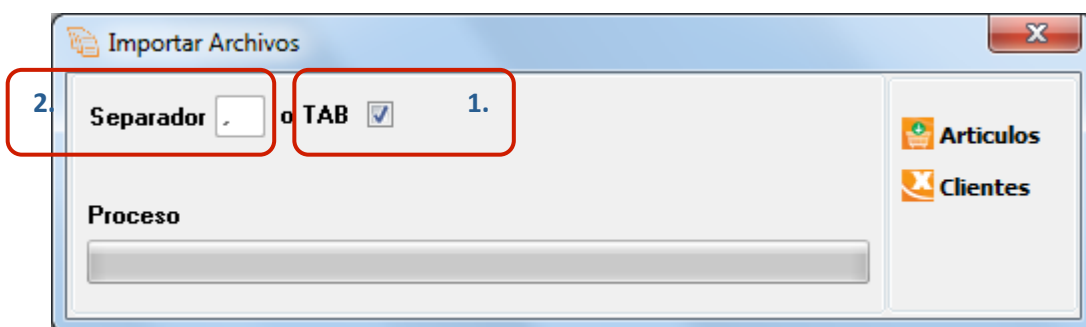 Importar Archivos
2. Separador , o TAB 1.
Articulos
Clientes
Proceso